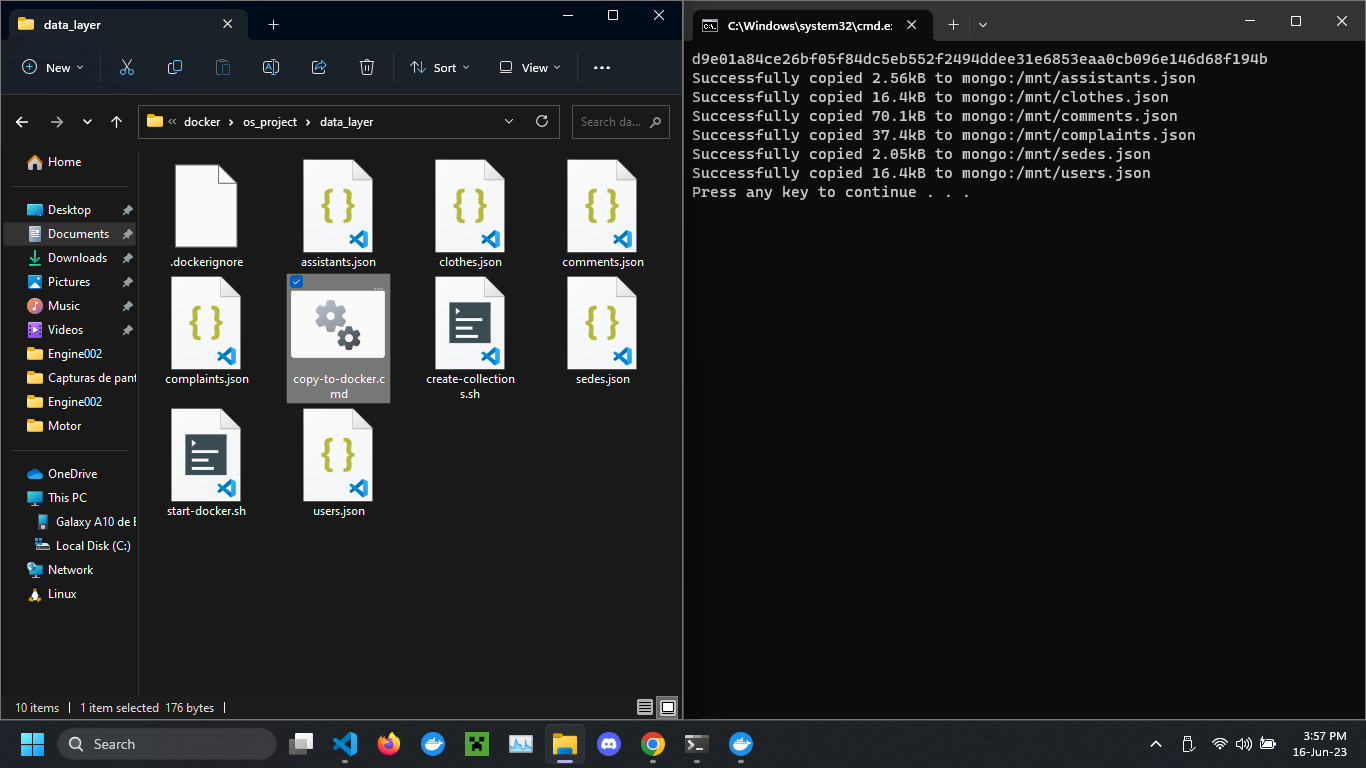 data_layer
New
Sort
View
docker
os_project
data_layer
Search da...
Home
Desktop
Documents
Downloads
Pictures
Music
Videos
Engine002
Capturas de pant
Engine002
Motor
OneDrive
This PC
Galaxy A10 de E
Local Disk (C:)
Network
Linux
.dockerignore
assistants.json
clothes.json
comments.json
complaints.json
copy-to-docker.c
md
create-collection
s.sh
sedes.json
start-docker.sh
users.json
10 items
1 item selected 176 bytes
C:\Windows\system32\cmd.e:
d9e01a84ce26bf05f84dc5eb552f2494ddee31e6853eaa0cb096e146d68f194b
Successfully copied 2.56kB to mongo:/mnt/assistants.json
Successfully copied 16.4kB to mongo:/mnt/clothes.json
Successfully copied 70.1kB to mongo:/mnt/comments.json
Successfully copied 37.4kB to mongo:/mnt/complaints.json
Successfully copied 2.05kB to mongo:/mnt/sedes.json
Successfully copied 16.4kB to mongo:/mnt/users.json
Press any key to continue . . .
Search
3:57 PM
16-Jun-23